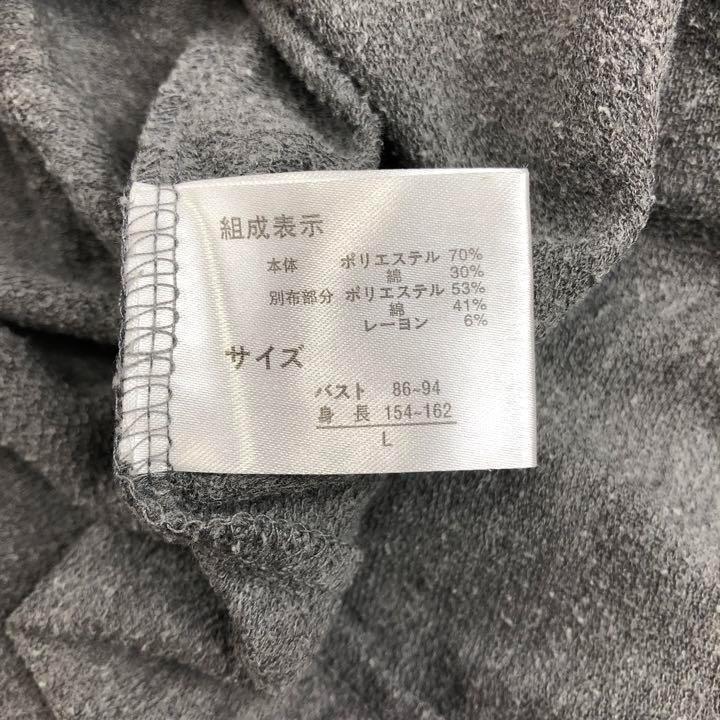 組成表示
本体 ポリエステル 70%
綿 30%
別布部分 ポリエステル 53%
綿 41%
レーヨン 6%
サイズ
バスト 86~94
身長 154~162
L